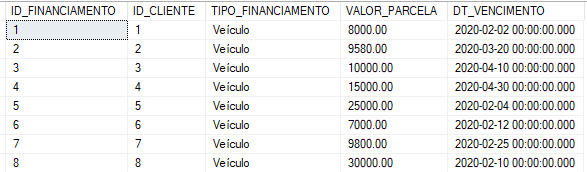 ID_FINANCIAMENTO ID_CLIENTE TIPO_FINANCIAMENTO VALOR_PARCELA DT_VENCIMENTO
1 1 Veículo 8000.00 2020-02-02 00:00:00.000
2 2 Veículo 9580.00 2020-03-20 00:00:00.000
3 3 Veículo 10000.00 2020-04-10 00:00:00.000
4 4 Veículo 15000.00 2020-04-30 00:00:00.000
5 5 Veículo 25000.00 2020-02-04 00:00:00.000
6 6 Veículo 7000.00 2020-02-12 00:00:00.000
7 7 Veículo 9800.00 2020-02-25 00:00:00.000
8 8 Veículo 30000.00 2020-02-10 00:00:00.000